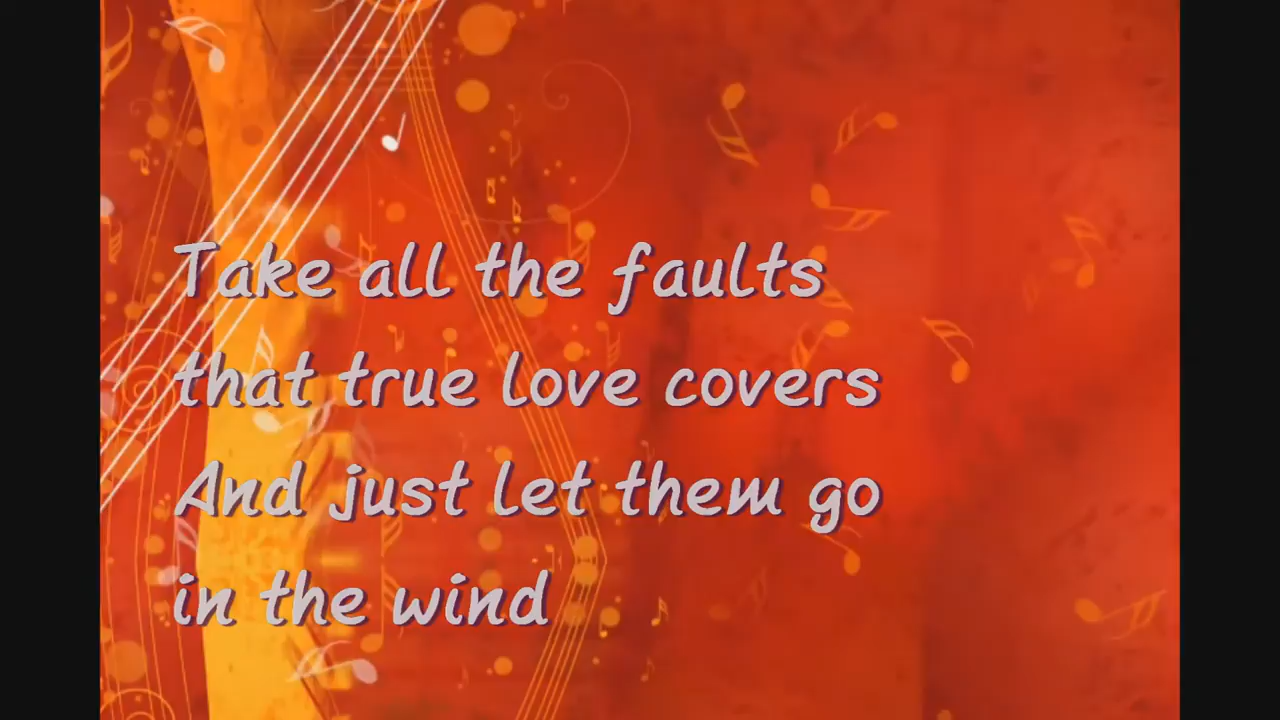 Take all the faults
that true love covers
And just let them go
in the wind